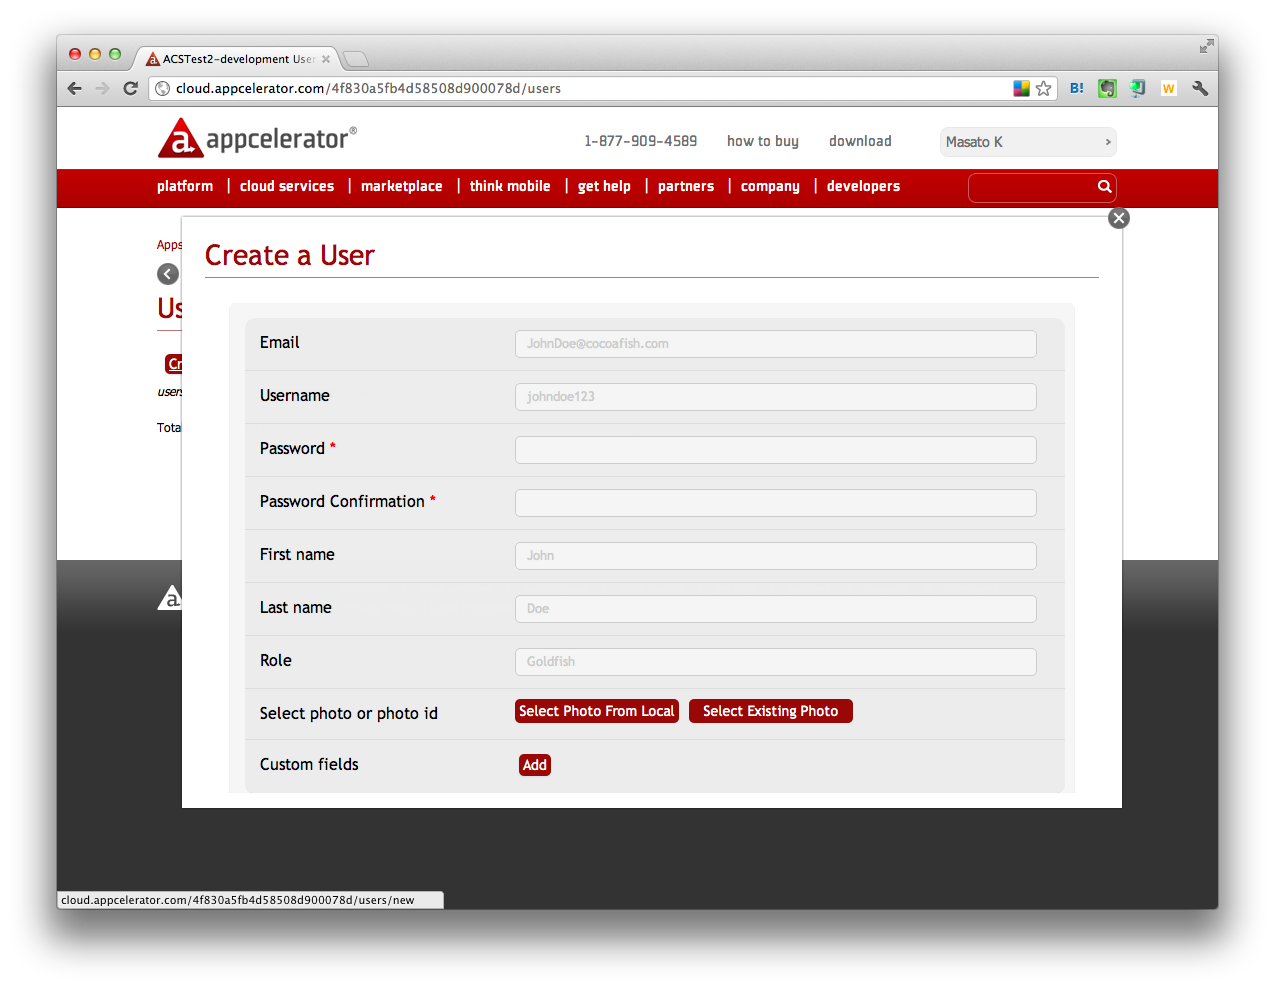 ACSTest2-development User
cloud.appcelerator.com/4f830a5fb4d58508d900078d/users
B!
W
a appcelerator®
1-877-909-4589 how to buy download Masato K ›
platform | cloud services | marketplace | think mobile | get help | partners | company | developers
Apps
Create a User
Us
Cr
users
Tota
Email JohnDoe@cocoafish.com
Username johndoe123
Password *
Password Confirmation *
First name John
Last name Doe
Role Goldfish
Select photo or photo id Select Photo From Local Select Existing Photo
Custom fields Add
a
cloud.appcelerator.com/4f830a5fb4d58508d900078d/users/new